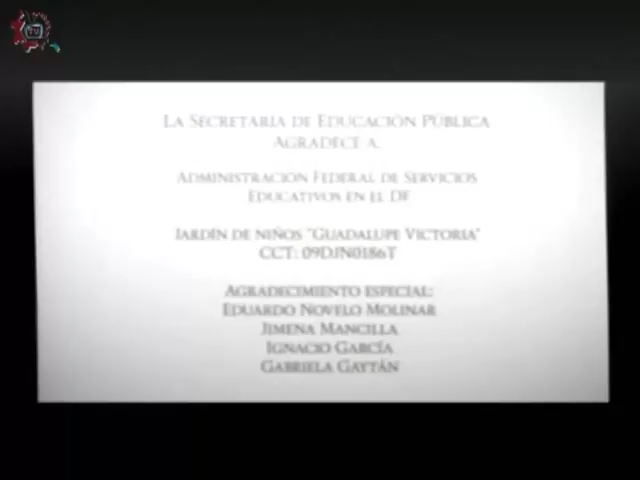 La Secretaría de Educación Pública
Agradece a:
Administración Federal de Servicios
Educativos en el DF
Jardín de niños "Guadalupe Victoria"
CCT: 09DJN0186T
Agradecimiento especial:
Eduardo Novelo Molinar
Jimena Mancilla
Ignacio García
Gabriela Gaytán